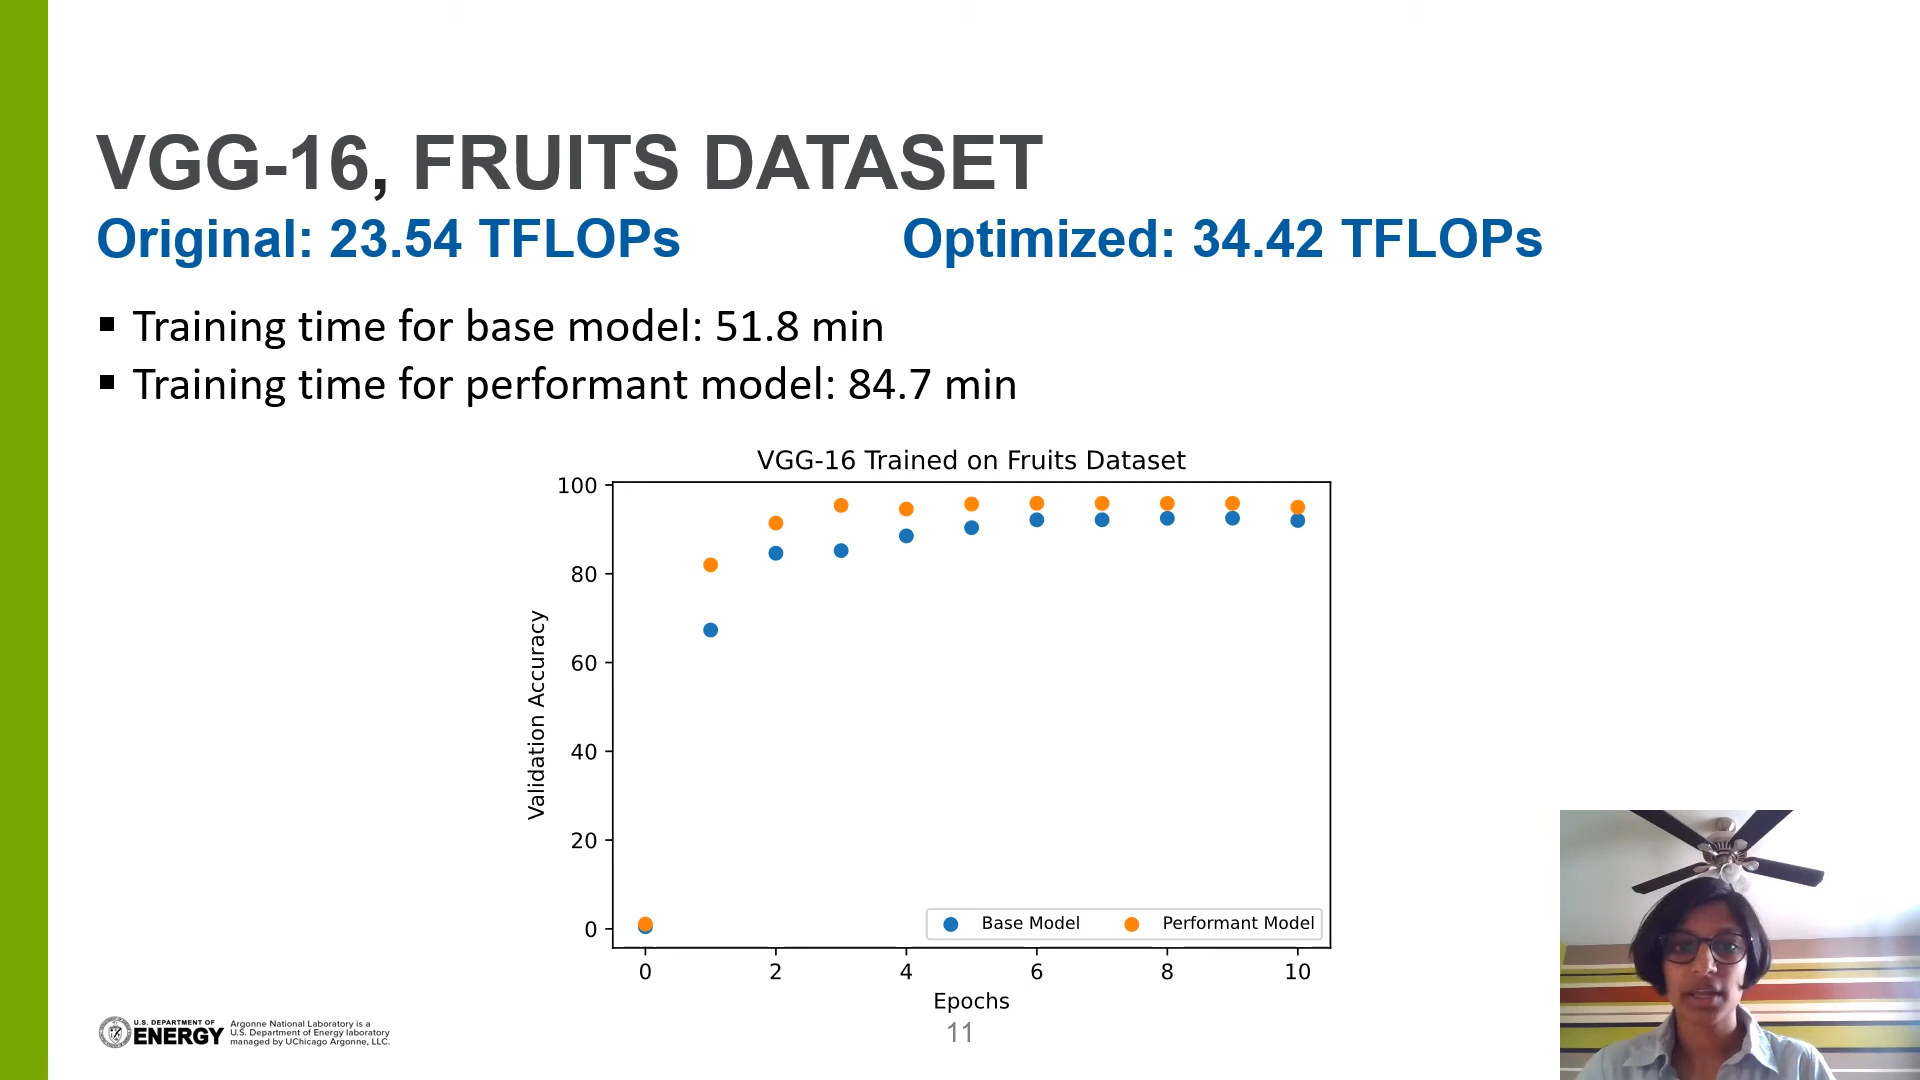 VGG-16, FRUITS DATASET
Original: 23.54 TFLOPs Optimized: 34.42 TFLOPs
▪ Training time for base model: 51.8 min
▪ Training time for performant model: 84.7 min
VGG-16 Trained on Fruits Dataset
100
80
60
40
20
0
Validation Accuracy
Base Model Performant Model
0 2 4 6 8 10
Epochs
U.S. DEPARTMENT OF
ENERGY
Argonne National Laboratory is a
U.S. Department of Energy laboratory
managed by UChicago Argonne, LLC.
11